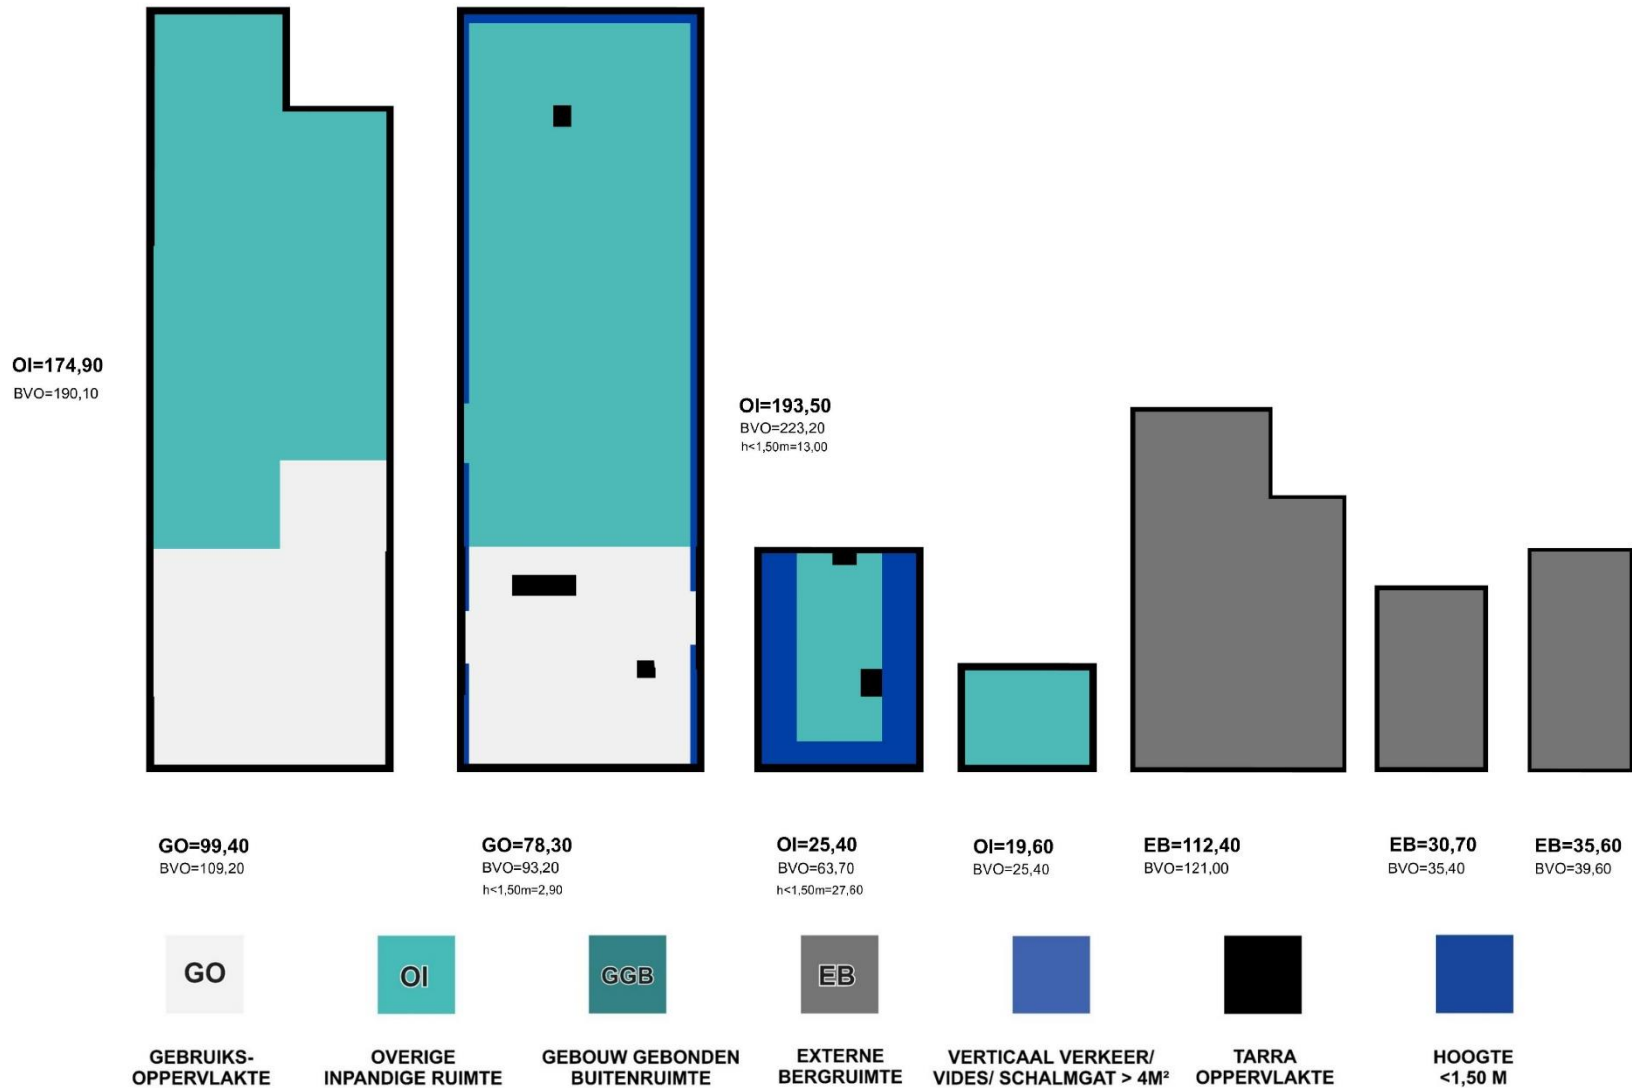 OI=174,90
BVO=190,10
OI=193,50
BVO=223,20
h<1,50m=13,00
GO=99,40
BVO=109,20
GO=78,30
BVO=93,20
h<1,50m=2,90
OI=25,40
BVO=63,70
h<1,50m=27,60
OI=19,60
BVO=25,40
EB=112,40
BVO=121,00
EB=30,70
BVO=35,40
EB=35,60
BVO=39,60
GO
OI
GGB
EB
GEBRUIKS-
OPPERVLAKTE
OVERIGE
INPANDIGE RUIMTE
GEBOUW GEBONDEN
BUITENRUIMTE
EXTERNE
BERGRUIMTE
VERTICAAL VERKEER/
VIDES/ SCHALMGAT > 4M²
TARRA
OPPERVLAKTE
HOOGTE
<1,50 M